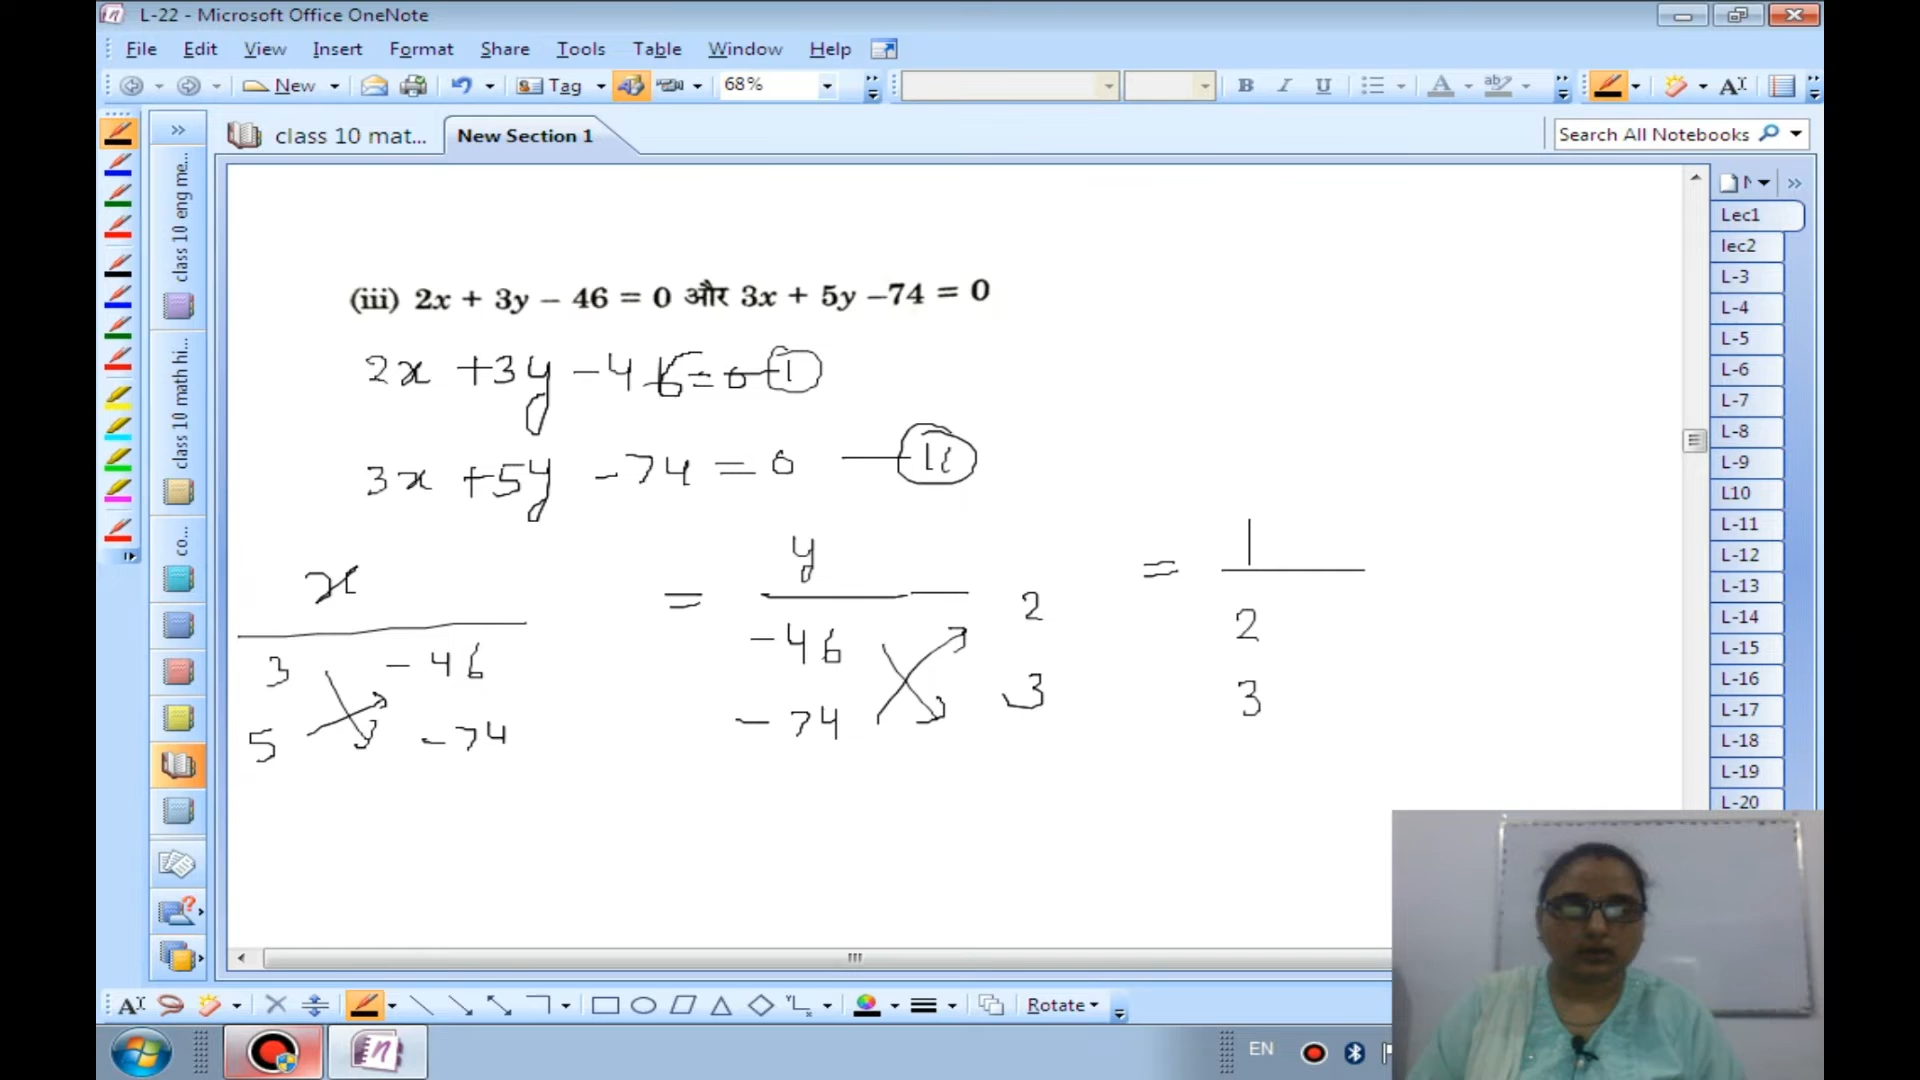 L-22 - Microsoft Office OneNote
File Edit View Insert Format Share Tools Table Window Help
New Tag 68% B I U
class 10 mat... New Section 1 Search All Notebooks
class 10 eng me...
class 10 math hi...
co...
(iii) 2x + 3y – 46 = 0 और 3x + 5y –74 = 0
2x +3y -46=0 — 1
3x +5y -74 = 0 — ii
x = y = 1
3 -46 -46 2 2
5 -74 -74 3 3
Lec1
lec2
L-3
L-4
L-5
L-6
L-7
L-8
L-9
L10
L-11
L-12
L-13
L-14
L-15
L-16
L-17
L-18
L-19
L-20
Rotate
EN